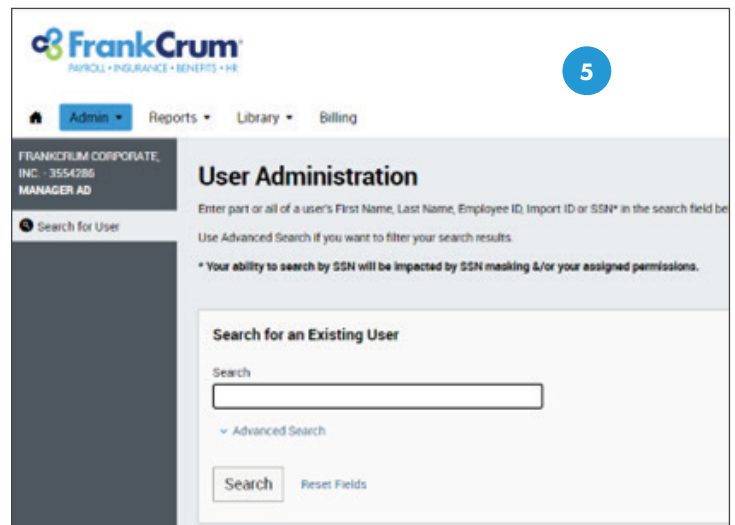 FrankCrum
PAYROLL • INSURANCE • BENEFITS • HR
5
Admin Reports Library Billing
FRANKCRUM CORPORATE,
INC. - 3554286
MANAGER AD
Search for User
User Administration
Enter part or all of a user's First Name, Last Name, Employee ID, Import ID or SSN* in the search field bel
Use Advanced Search if you want to filter your search results.
* Your ability to search by SSN will be impacted by SSN masking &/or your assigned permissions.
Search for an Existing User
Search
Advanced Search
Search Reset Fields